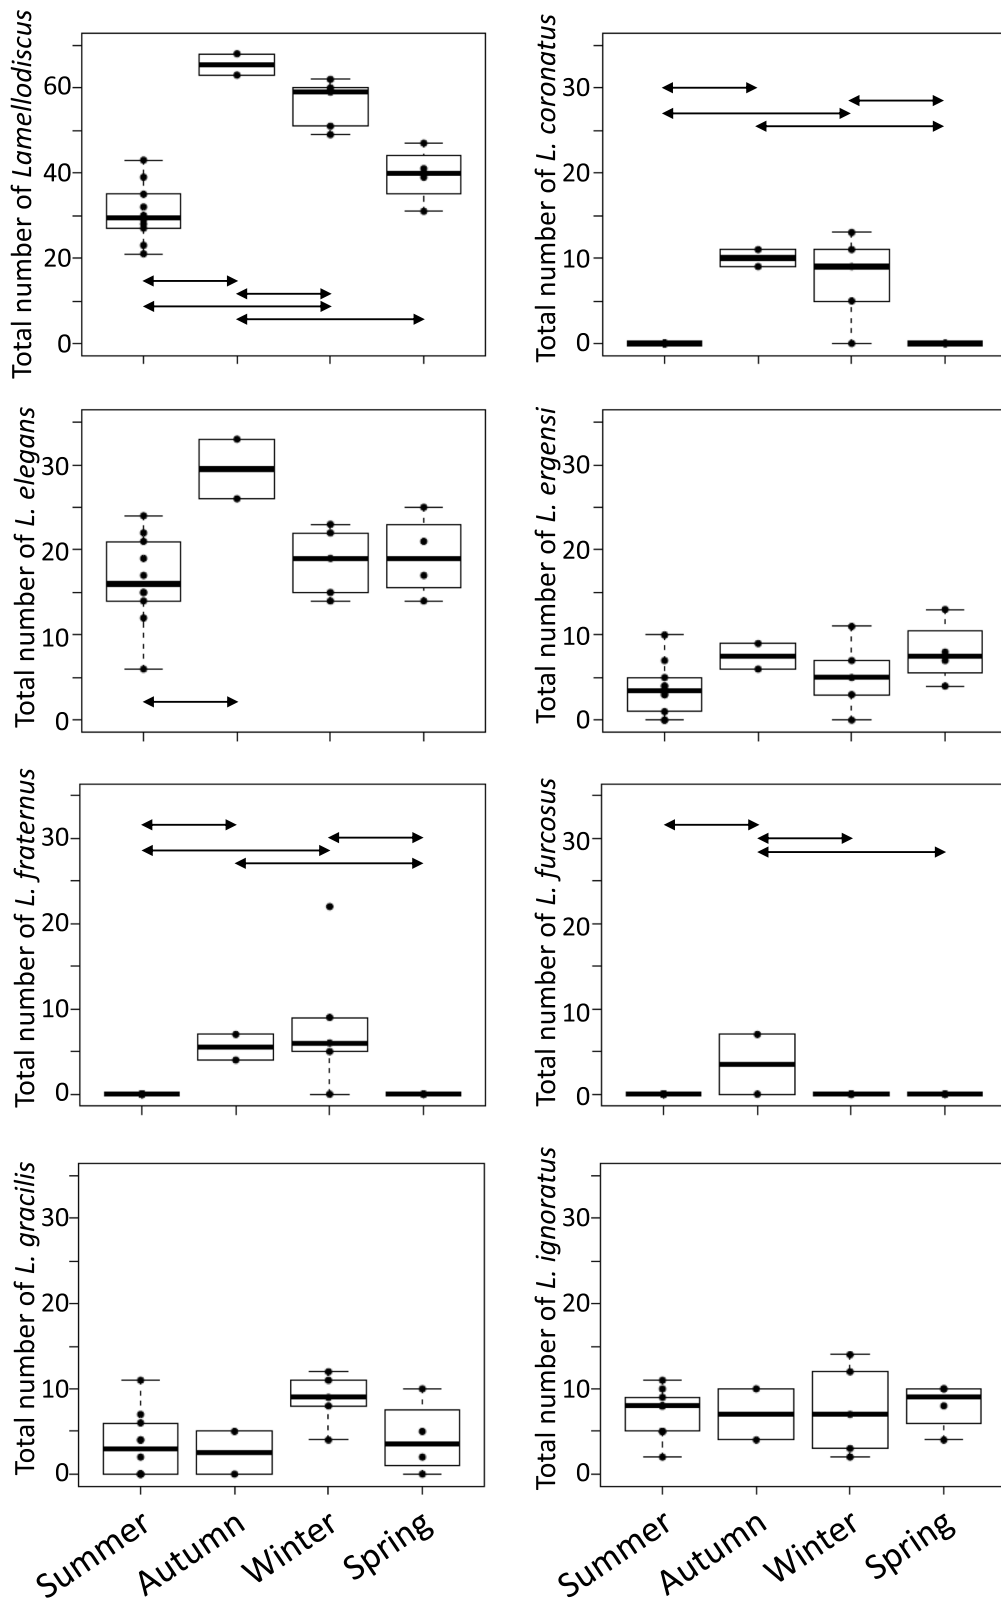 Total number of Lamellodiscus
60
40
20
0
Total number of L. coronatus
30
20
10
0
Total number of L. elegans
30
20
10
0
Total number of L. ergensi
30
20
10
0
Total number of L. fraternus
30
20
10
0
Total number of L. furcosus
30
20
10
0
Total number of L. gracilis
30
20
10
0
Total number of L. ignoratus
30
20
10
0
Summer
Autumn
Winter
Spring
Summer
Autumn
Winter
Spring